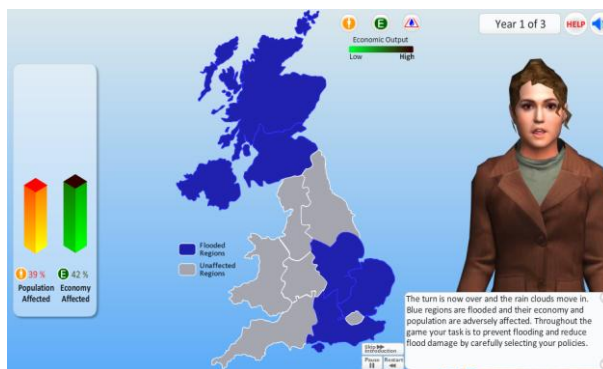 E
Economic Output
Low High
Year 1 of 3
HELP
39 %
E 42 %
Population
Affected
Economy
Affected
Flooded
Regions
Unaffected
Regions
The turn is now over and the rain clouds move in.
Blue regions are flooded and their economy and
population are adversely affected. Throughout the
game your task is to prevent flooding and reduce
flood damage by carefully selecting your policies.
Skip
Introduction
Pause Restart